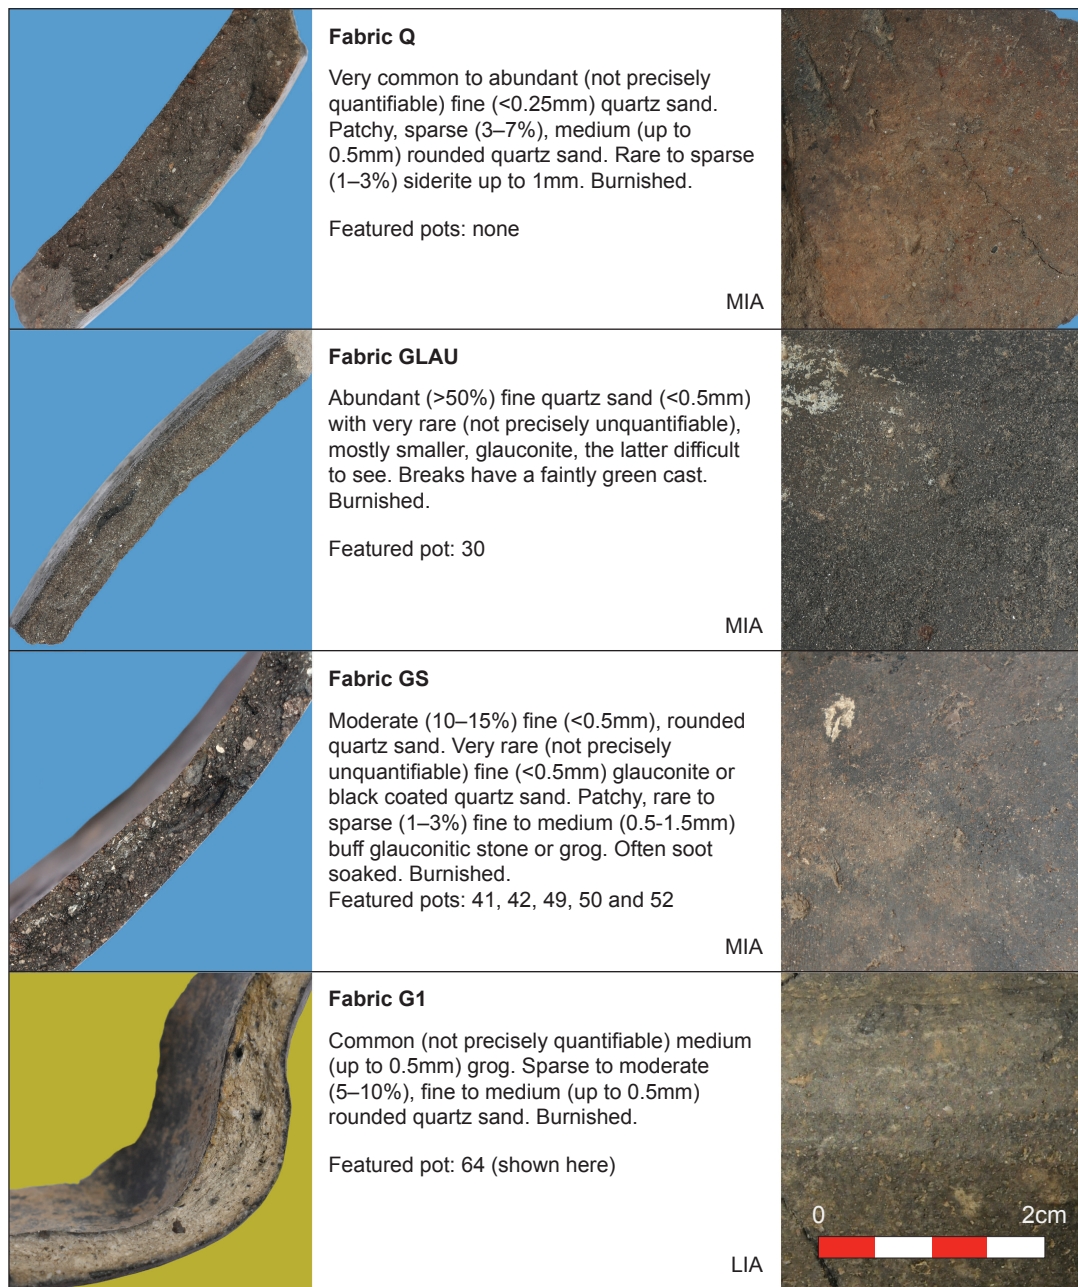 Fabric Q
Very common to abundant (not precisely
quantifiable) fine (<0.25mm) quartz sand.
Patchy, sparse (3–7%), medium (up to
0.5mm) rounded quartz sand. Rare to sparse
(1–3%) siderite up to 1mm. Burnished.
Featured pots: none
MIA
Fabric GLAU
Abundant (>50%) fine quartz sand (<0.5mm)
with very rare (not precisely unquantifiable),
mostly smaller, glauconite, the latter difficult
to see. Breaks have a faintly green cast.
Burnished.
Featured pot: 30
MIA
Fabric GS
Moderate (10–15%) fine (<0.5mm), rounded
quartz sand. Very rare (not precisely
unquantifiable) fine (<0.5mm) glauconite or
black coated quartz sand. Patchy, rare to
sparse (1–3%) fine to medium (0.5-1.5mm)
buff glauconitic stone or grog. Often soot
soaked. Burnished.
Featured pots: 41, 42, 49, 50 and 52
MIA
Fabric G1
Common (not precisely quantifiable) medium
(up to 0.5mm) grog. Sparse to moderate
(5–10%), fine to medium (up to 0.5mm)
rounded quartz sand. Burnished.
Featured pot: 64 (shown here)
LIA
0 2cm